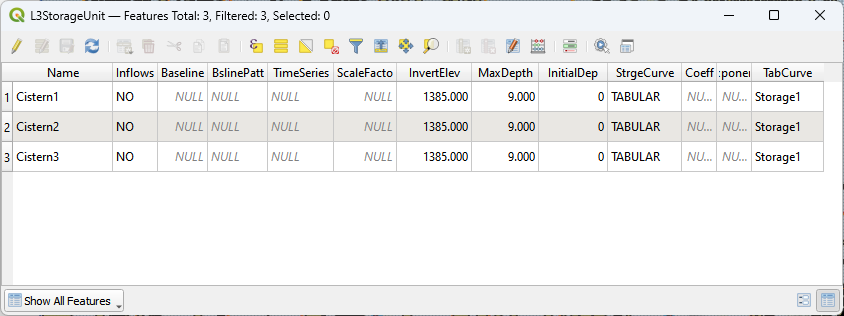 L3StorageUnit — Features Total: 3, Filtered: 3, Selected: 0
Name Inflows Baseline BslinePatt TimeSeries ScaleFacto InvertElev MaxDepth InitialDep StrgeCurve Coeff :poner TabCurve
1 Cistern1 NO NULL NULL NULL NULL 1385.000 9.000 0 TABULAR NU... NU... Storage1
2 Cistern2 NO NULL NULL NULL NULL 1385.000 9.000 0 TABULAR NU... NU... Storage1
3 Cistern3 NO NULL NULL NULL NULL 1385.000 9.000 0 TABULAR NU... NU... Storage1
Show All Features